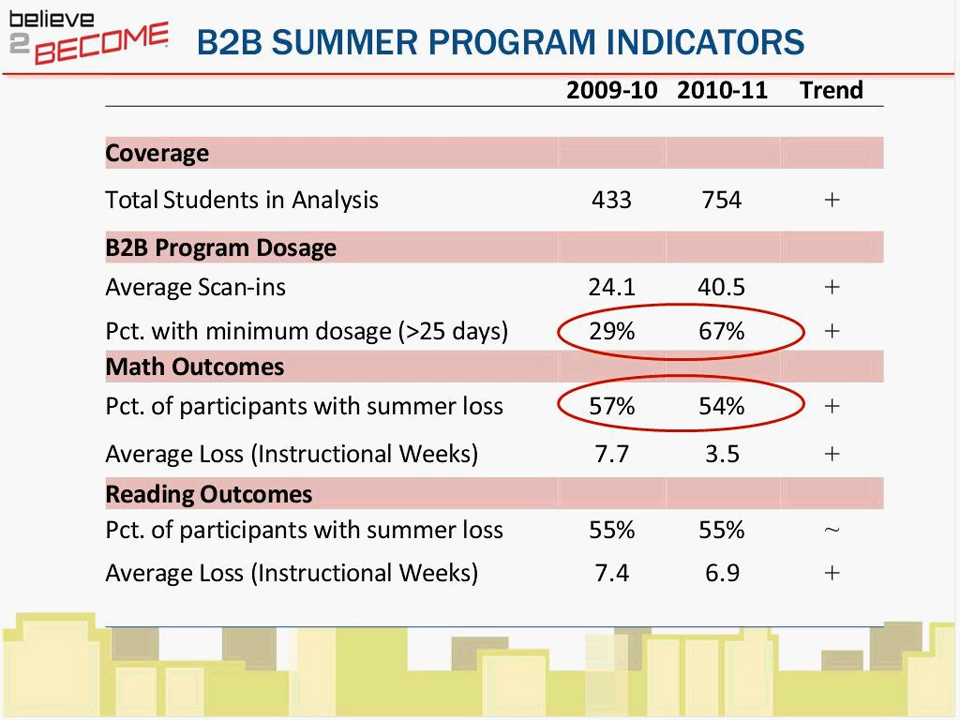 believe
2BECOME
B2B SUMMER PROGRAM INDICATORS
2009-10 2010-11 Trend
Coverage
Total Students in Analysis 433 754 +
B2B Program Dosage
Average Scan-ins 24.1 40.5 +
Pct. with minimum dosage (>25 days) 29% 67% +
Math Outcomes
Pct. of participants with summer loss 57% 54% +
Average Loss (Instructional Weeks) 7.7 3.5 +
Reading Outcomes
Pct. of participants with summer loss 55% 55% ~
Average Loss (Instructional Weeks) 7.4 6.9 +